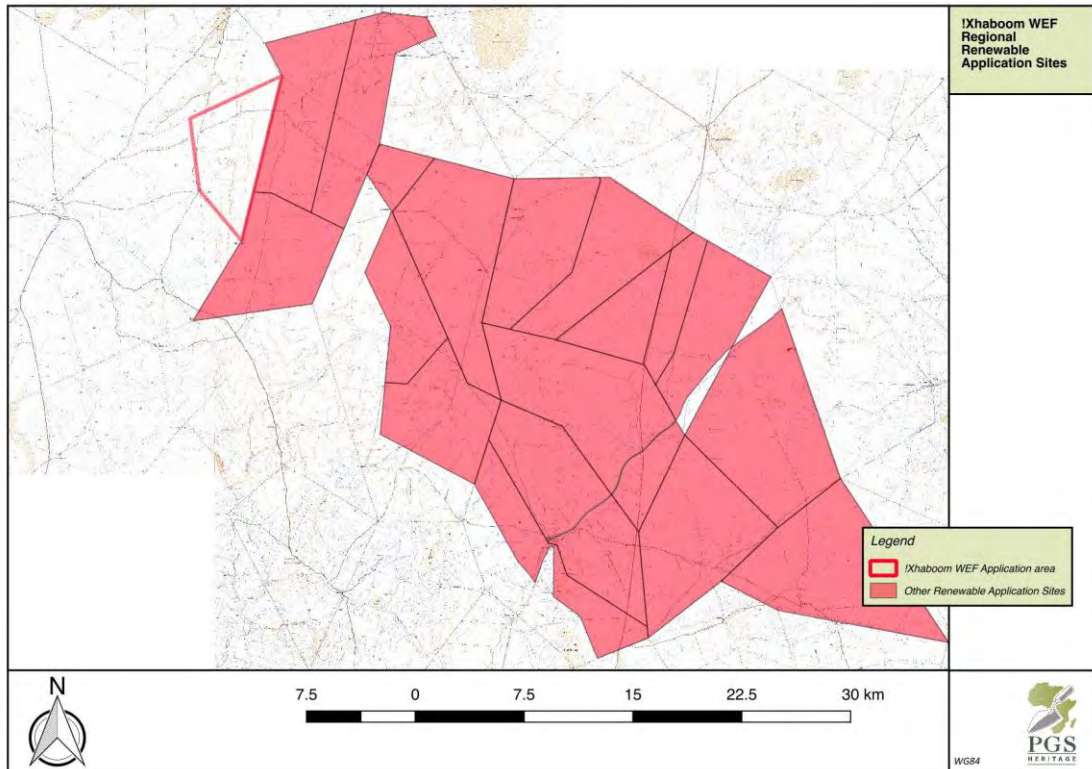 !Xhaboom WEF
Regional
Renewable
Application Sites
Legend
!Xhaboom WEF Application area
Other Renewable Application Sites
N
7.5 0 7.5 15 22.5 30 km
WG84
PGS
HERITAGE